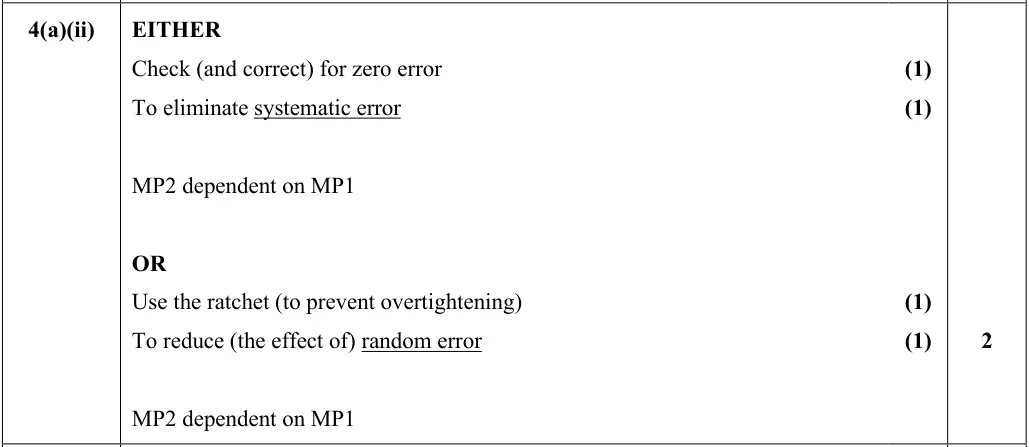 4(a)(ii) EITHER
Check (and correct) for zero error (1)
To eliminate systematic error (1)
MP2 dependent on MP1
OR
Use the ratchet (to prevent overtightening) (1)
To reduce (the effect of) random error (1) 2
MP2 dependent on MP1